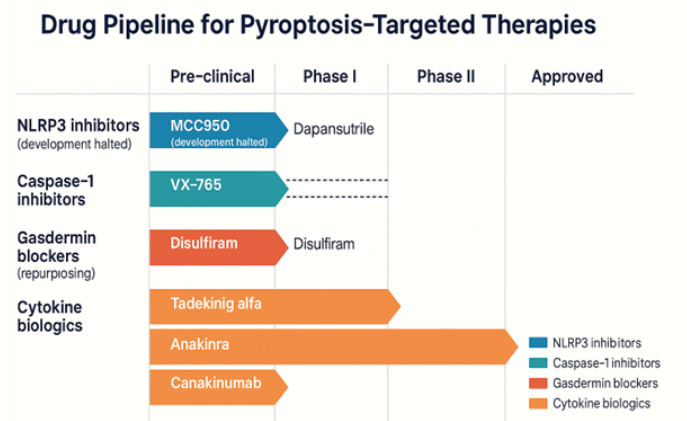 Drug Pipeline for Pyroptosis-Targeted Therapies
Pre-clinical Phase I Phase II Approved
NLRP3 inhibitors
(development halted)
MCC950
(development halted)
Dapansutrile
Caspase-1
inhibitors
VX-765
Gasdermin
blockers
(repurpıosing)
Disulfiram
Disulfiram
Cytokine
biologics
Tadekinig alfa
Anakinra
Canakinumab
NLRP3 inhibitors
Caspase-1 inhibitors
Gasdermin blockers
Cytokine biologics